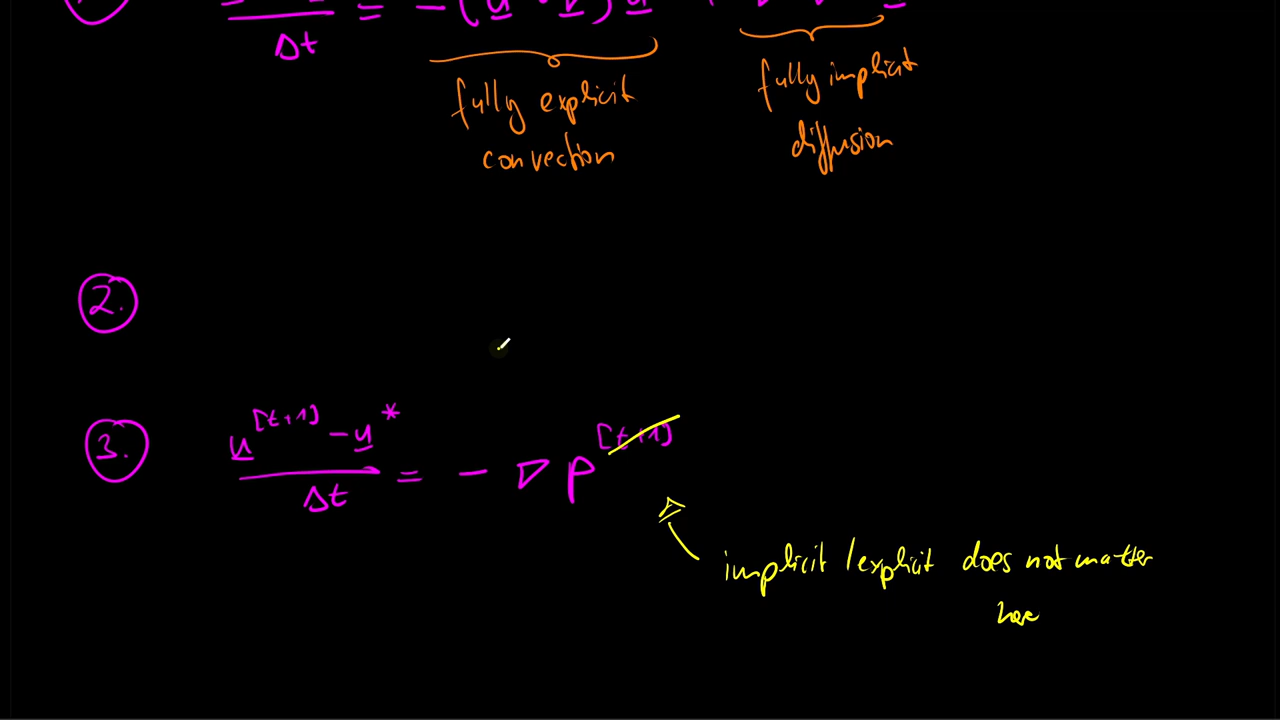 Δt = - (u · ∇) u
fully explicit
convection
fully implicit
diffusion
2.
3. (u^[t+1] - u^*) / Δt = - ∇ p^[t+1]
implicit / explicit does not matter
here